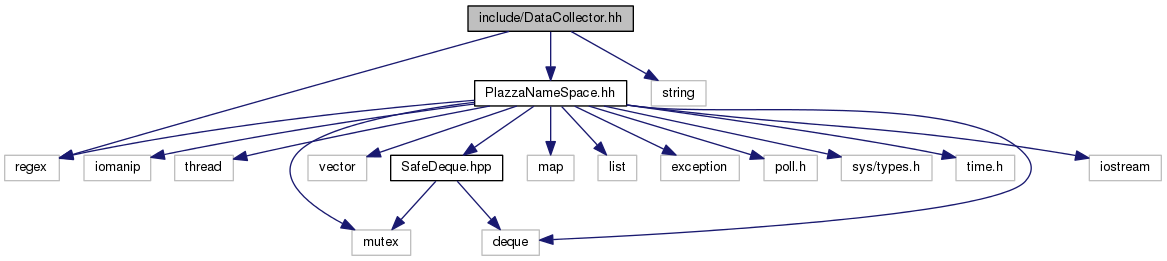 include/DataCollector.hh
PlazzaNameSpace.hh
string
regex
iomanip
thread
vector
SafeDeque.hpp
map
list
exception
poll.h
sys/types.h
time.h
iostream
mutex
deque